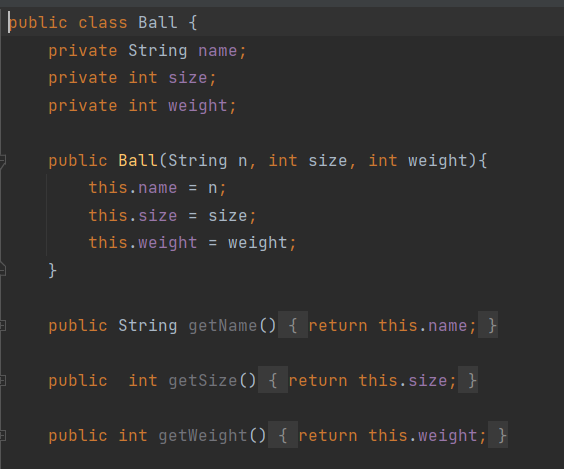 public class Ball {
    private String name;
    private int size;
    private int weight;

    public Ball(String n, int size, int weight){
        this.name = n;
        this.size = size;
        this.weight = weight;
    }

    public String getName() { return this.name; }

    public  int getSize() { return this.size; }

    public int getWeight() { return this.weight; }